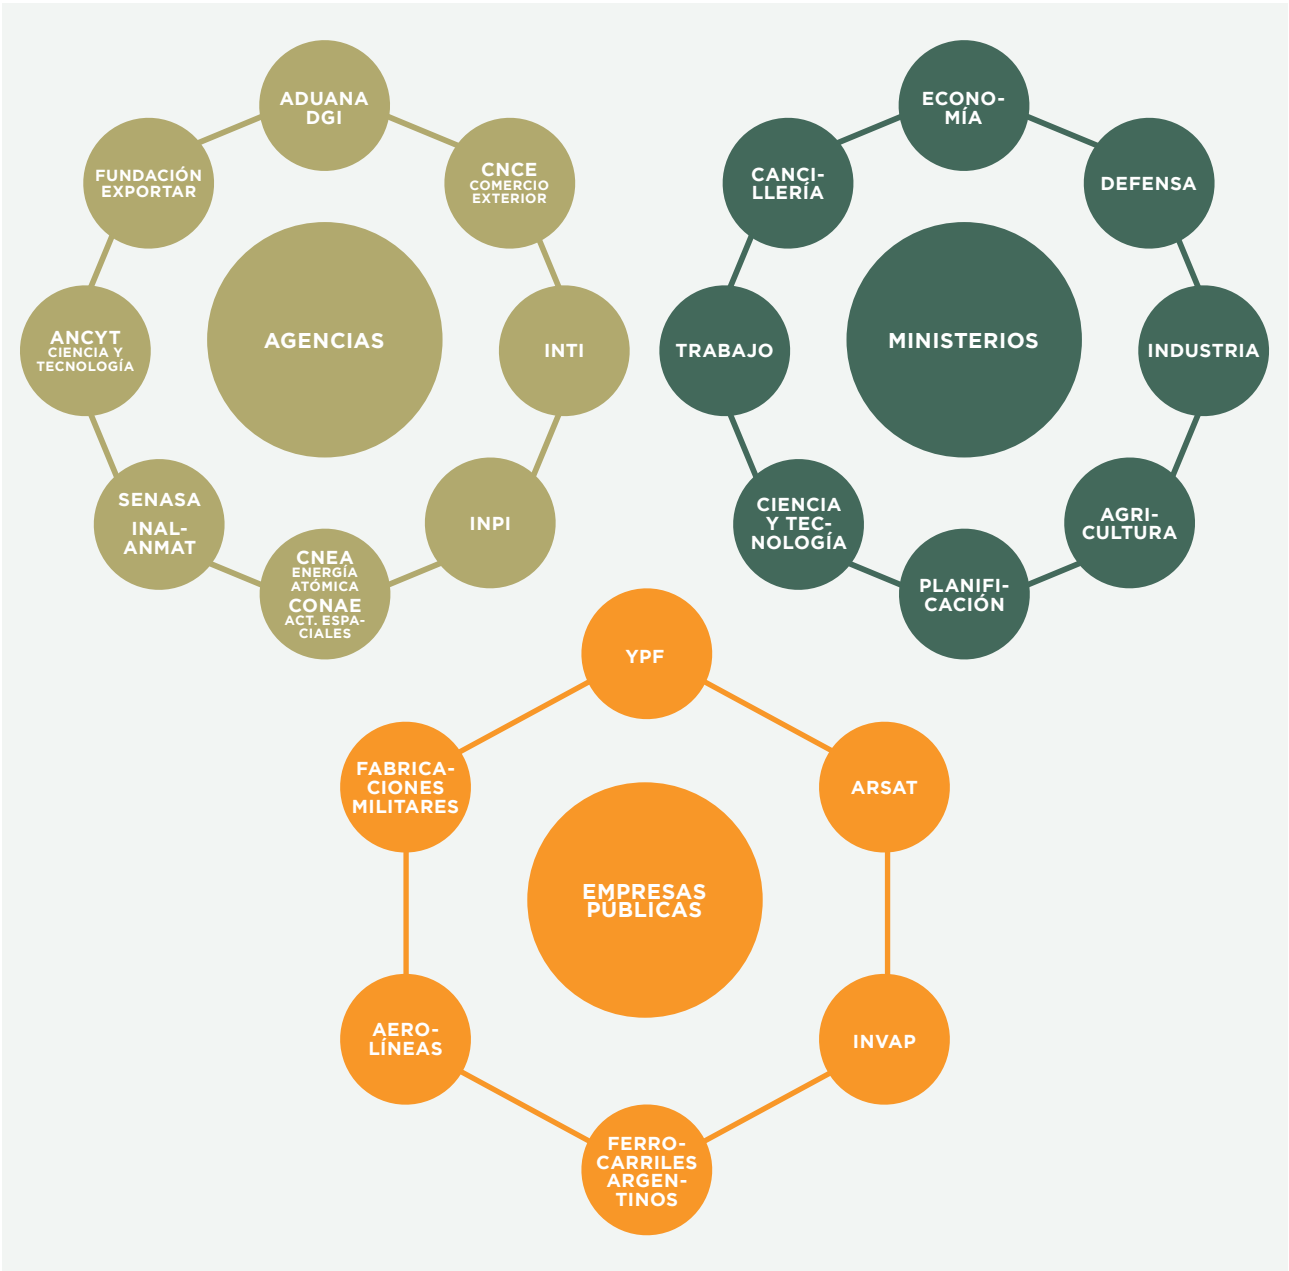 ADUANA
DGI
CNCE
COMERCIO
EXTERIOR
INTI
INPI
CNEA
ENERGÍA
ATÓMICA
CONAE
ACT. ESPA-
CIALES
SENASA
INAL-
ANMAT
ANCYT
CIENCIA Y
TECNOLOGÍA
FUNDACIÓN
EXPORTAR
AGENCIAS
ECONO-
MÍA
DEFENSA
INDUSTRIA
AGRI-
CULTURA
PLANIFI-
CACIÓN
CIENCIA
Y TEC-
NOLOGÍA
TRABAJO
CANCI-
LLERÍA
MINISTERIOS
YPF
ARSAT
INVAP
FERRO-
CARRILES
ARGEN-
TINOS
AERO-
LÍNEAS
FABRICA-
CIONES
MILITARES
EMPRESAS
PÚBLICAS